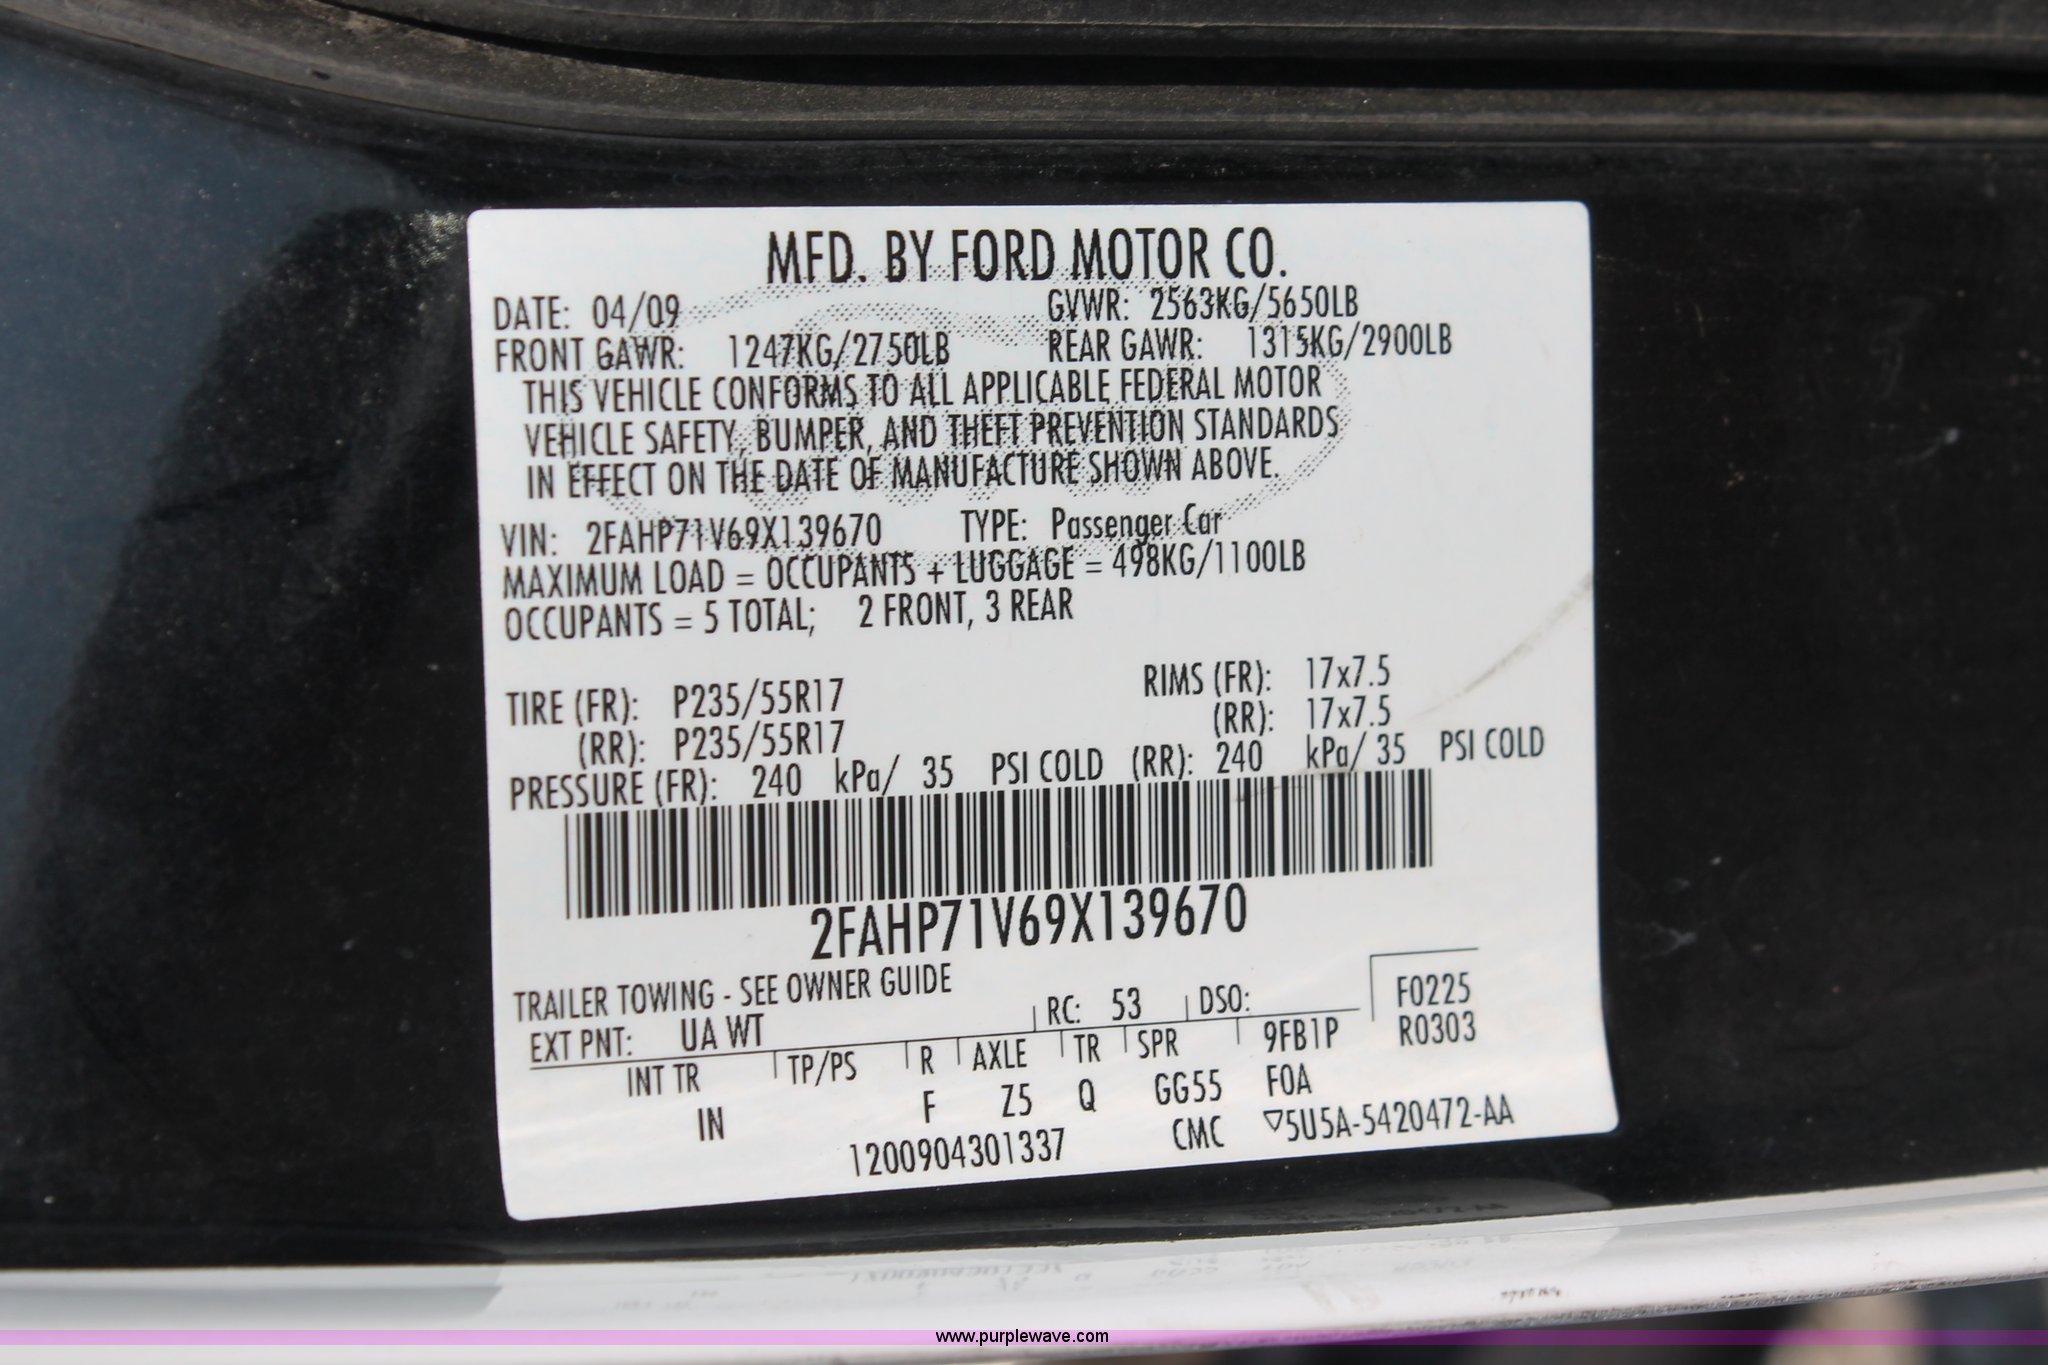 MFD. BY FORD MOTOR CO.
DATE: 04/09 GVWR: 2563KG/5650LB
FRONT GAWR: 1247KG/2750LB REAR GAWR: 1315KG/2900LB
THIS VEHICLE CONFORMS TO ALL APPLICABLE FEDERAL MOTOR
VEHICLE SAFETY, BUMPER, AND THEFT PREVENTION STANDARDS
IN EFFECT ON THE DATE OF MANUFACTURE SHOWN ABOVE.
VIN: 2FAHP71V69X139670 TYPE: Passenger Car
MAXIMUM LOAD = OCCUPANTS + LUGGAGE = 498KG/1100LB
OCCUPANTS = 5 TOTAL; 2 FRONT, 3 REAR
TIRE (FR): P235/55R17 RIMS (FR): 17x7.5
(RR): P235/55R17 (RR): 17x7.5
PRESSURE (FR): 240 kPa/ 35 PSI COLD (RR): 240 kPa/ 35 PSI COLD
2FAHP71V69X139670
TRAILER TOWING - SEE OWNER GUIDE
EXT PNT: UA WT RC: 53 DSO: F0225
INT TR TP/PS R AXLE TR SPR 9FB1P R0303
IN F Z5 Q GG55 F0A
1200904301337 CMC ▽5U5A-5420472-AA
www.purplewave.com